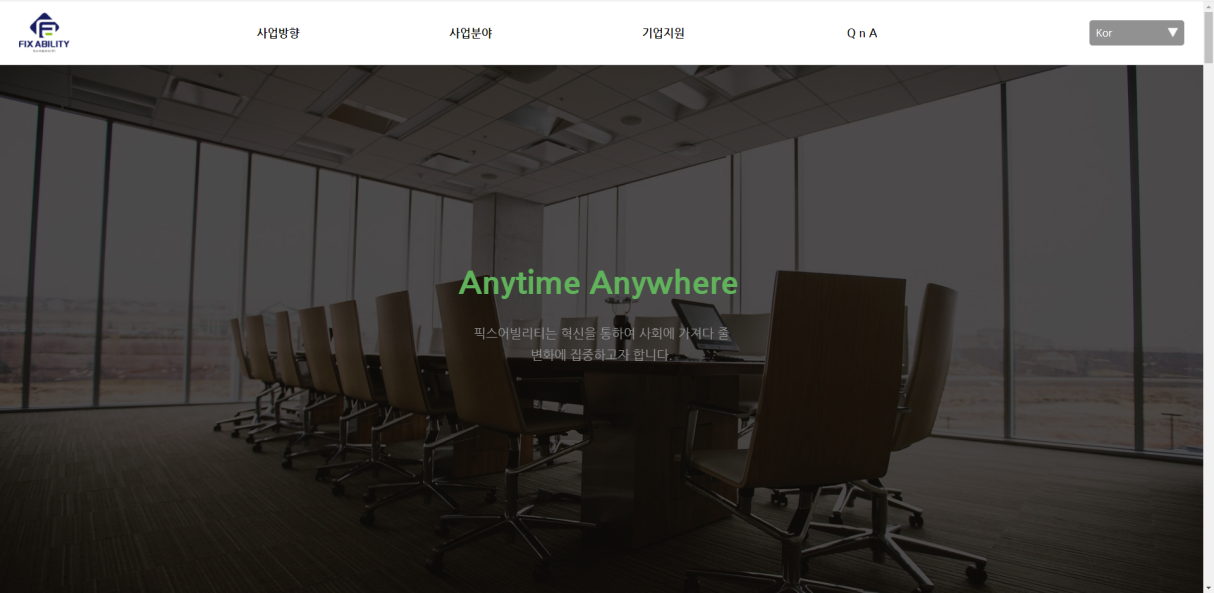 FIXABILITY
사업방향
사업분야
기업지원
Q n A
Kor
Anytime Anywhere
픽스어빌리티는 혁신을 통하여 사회에 가져다 줄
변화에 집중하고자 합니다.